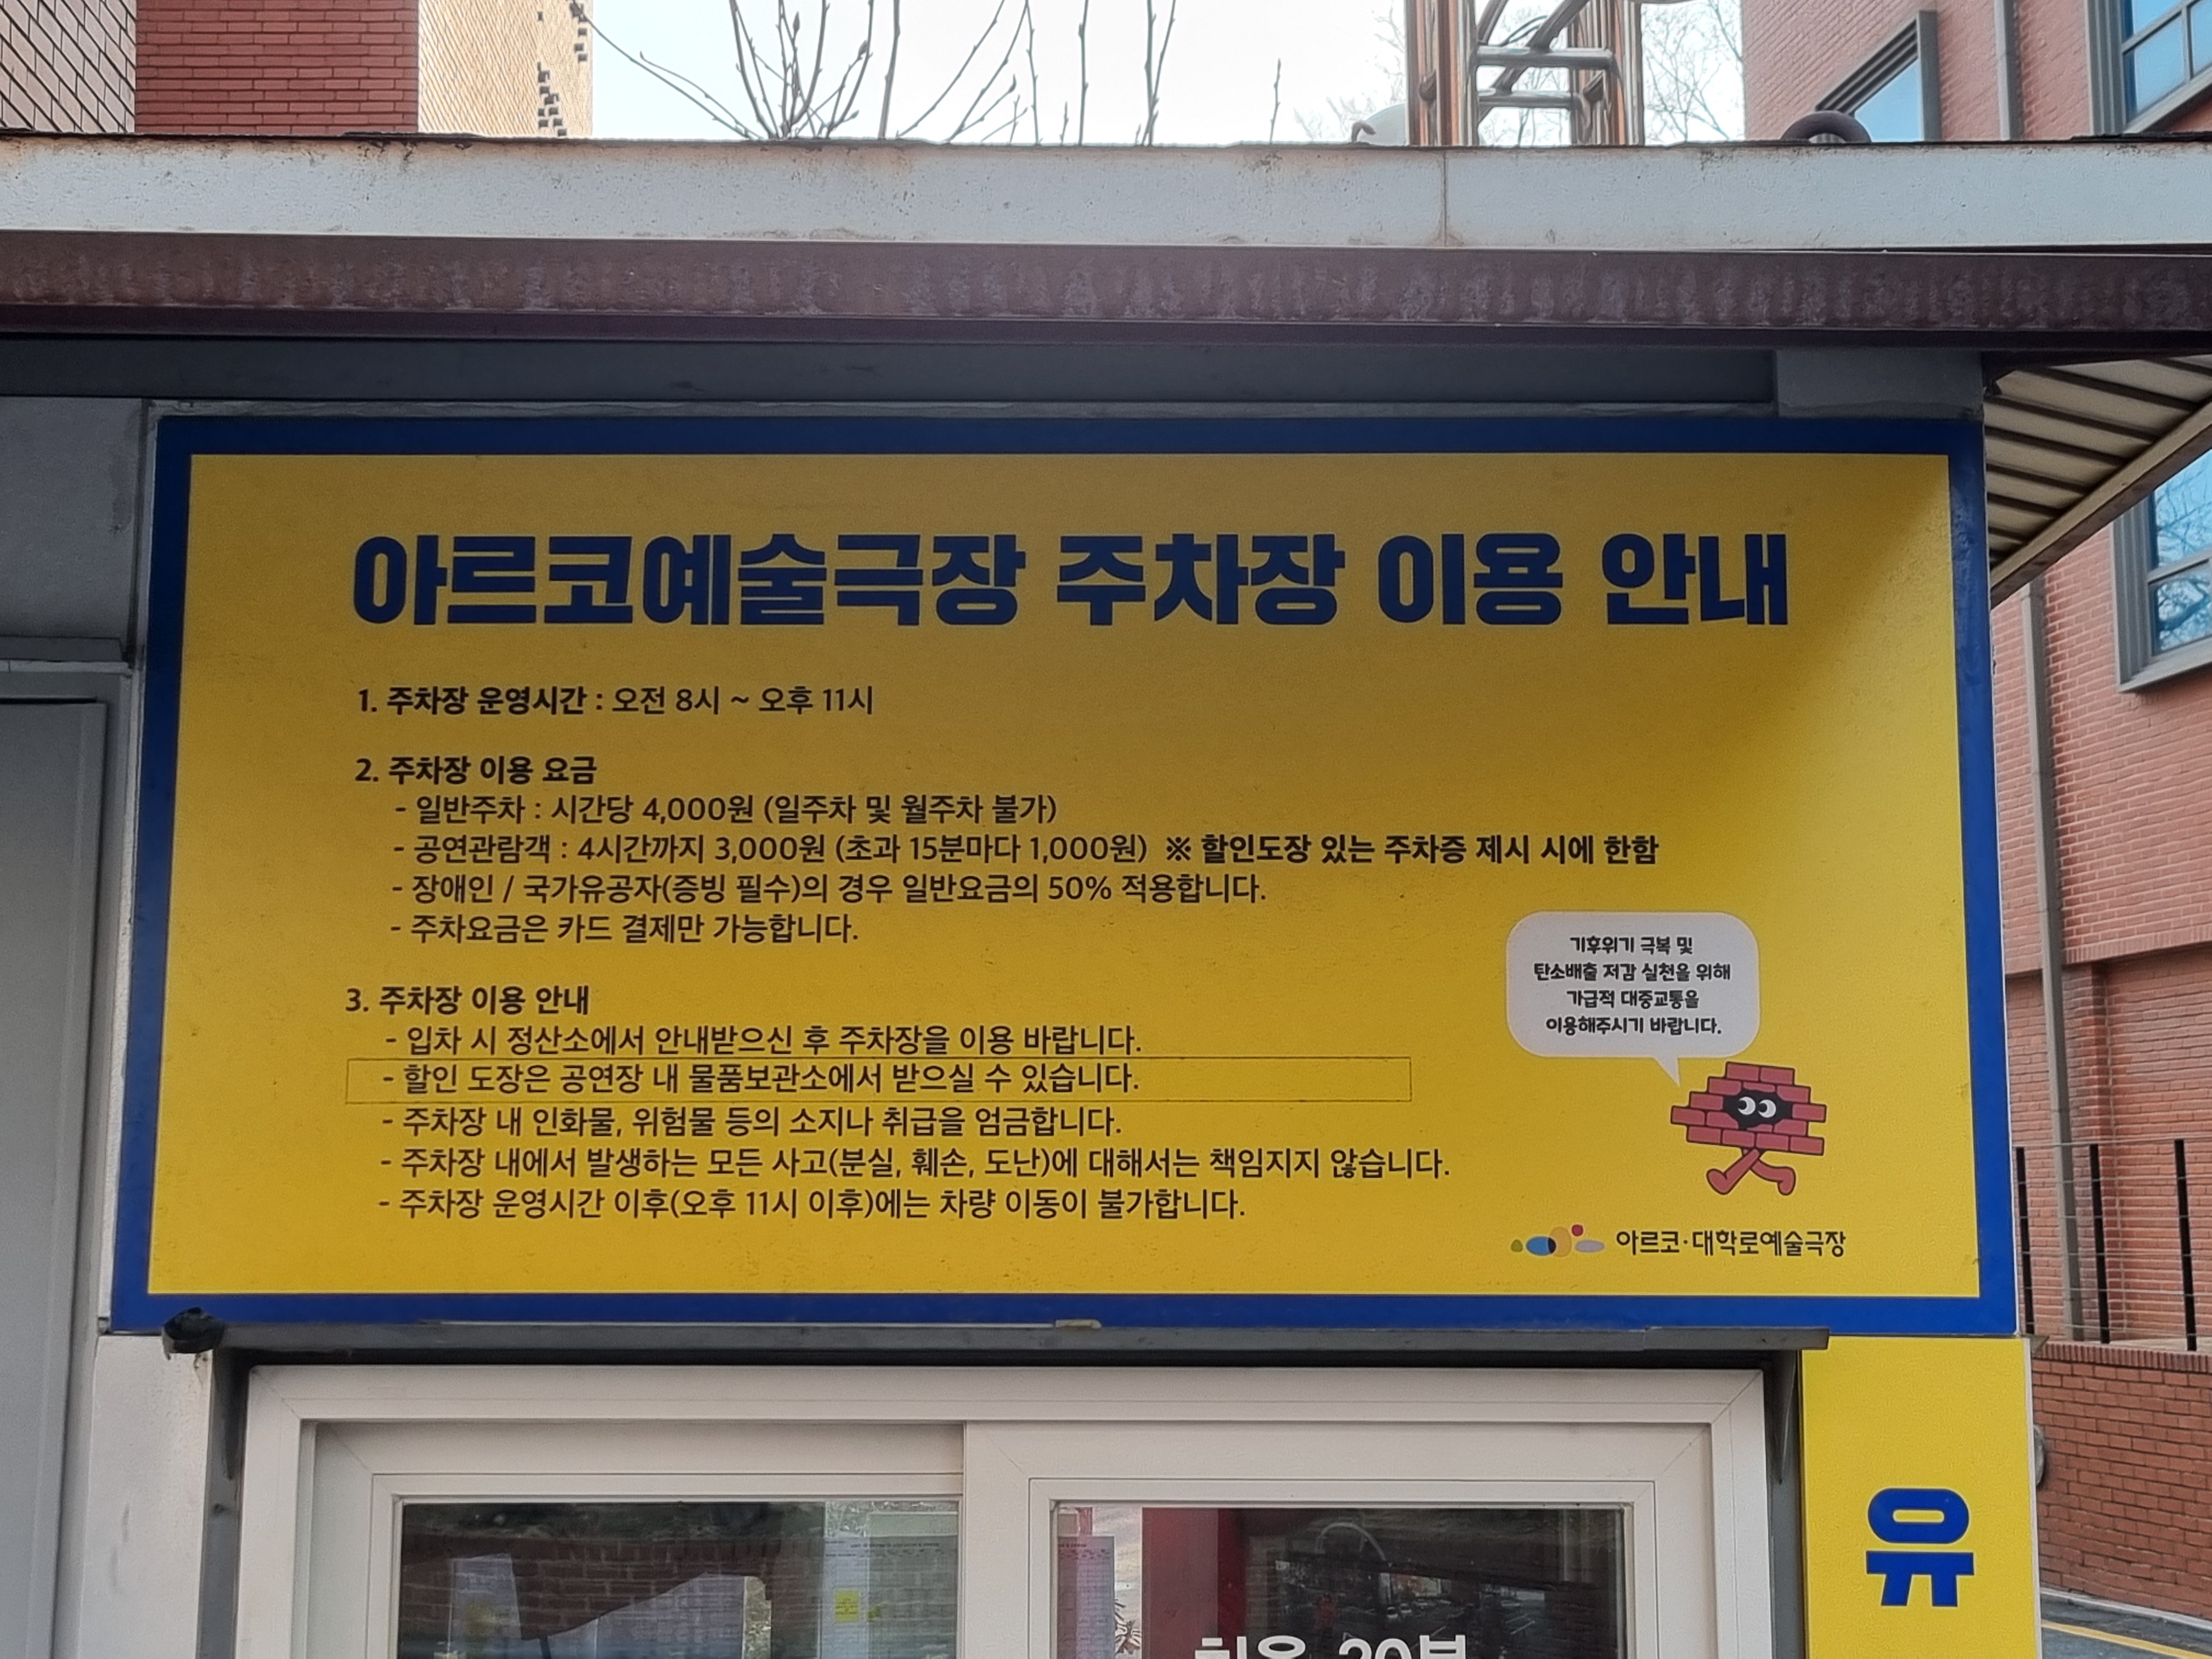 아르코예술극장 주차장 이용 안내
1. 주차장 운영시간 : 오전 8시 ~ 오후 11시
2. 주차장 이용 요금
- 일반주차 : 시간당 4,000원 (일주차 및 월주차 불가)
- 공연관람객 : 4시간까지 3,000원 (초과 15분마다 1,000원) ※ 할인도장 있는 주차증 제시 시에 한함
- 장애인 / 국가유공자(증빙 필수)의 경우 일반요금의 50% 적용합니다.
- 주차요금은 카드 결제만 가능합니다.
3. 주차장 이용 안내
- 입차 시 정산소에서 안내받으신 후 주차장을 이용 바랍니다.
- 할인 도장은 공연장 내 물품보관소에서 받으실 수 있습니다.
- 주차장 내 인화물, 위험물 등의 소지나 취급을 엄금합니다.
- 주차장 내에서 발생하는 모든 사고(분실, 훼손, 도난)에 대해서는 책임지지 않습니다.
- 주차장 운영시간 이후(오후 11시 이후)에는 차량 이동이 불가합니다.
기후위기 극복 및
탄소배출 저감 실천을 위해
가급적 대중교통을
이용해주시기 바랍니다.
아르코·대학로예술극장
유